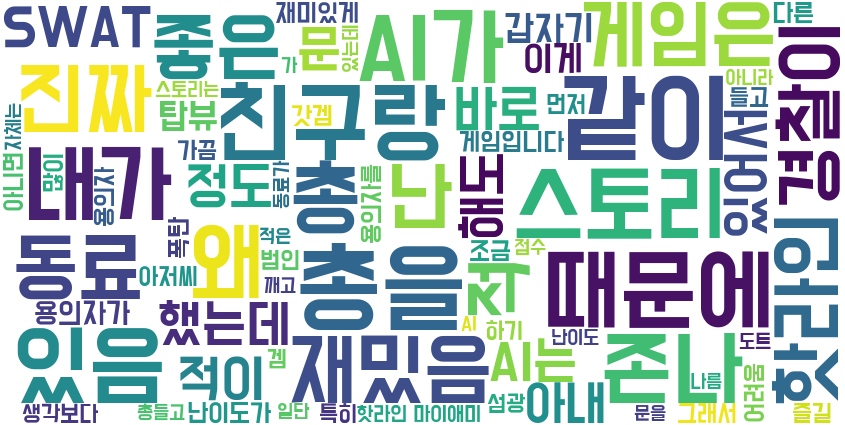 SWAT
좋은
문
있는데
재미있게
가
AI가
갑자기
이게
게임은
다른
아니라
진짜
스토리는
탑뷰
친구랑
갓겜
바로
먼저
같이
들고
있어서
경찰이
자체는
가끔
게임입니다
아니면
많이
용의자
내가
정도
동료가
총
용의자를
난
해도
스토리
동료
폭탄
왜
적은
범인
총을
조금
점수
적
때문에
핫라인
아저씨
깨고
용의자가
했는데
AI
하기
난이도
도트
있음
적이
겜
재밌음
AI는
존나
나름
어려움
생각보다
총들고
난이도가
일단
특히
핫라인 마이애미
섬광
아내
문을
그래서
즐길